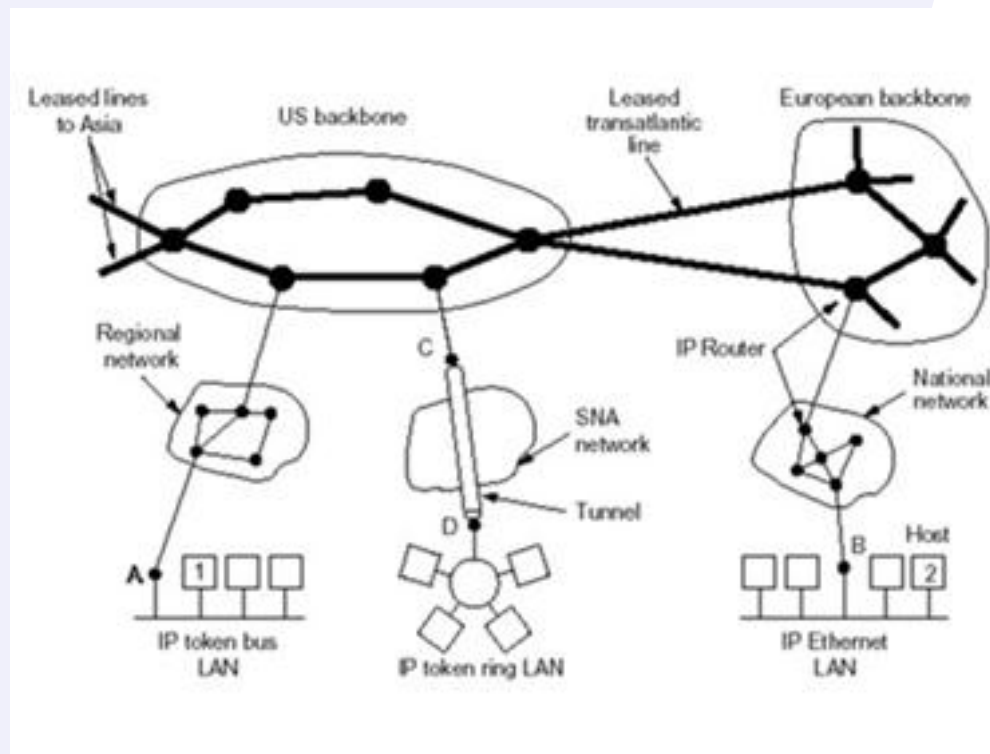 Leased lines
to Asia
US backbone
Leased
transatlantic
line
European backbone
Regional
network
C
IP Router
National
network
SNA
network
Tunnel
D
A
1
B
Host
2
IP token bus
LAN
IP token ring LAN
IP Ethernet
LAN